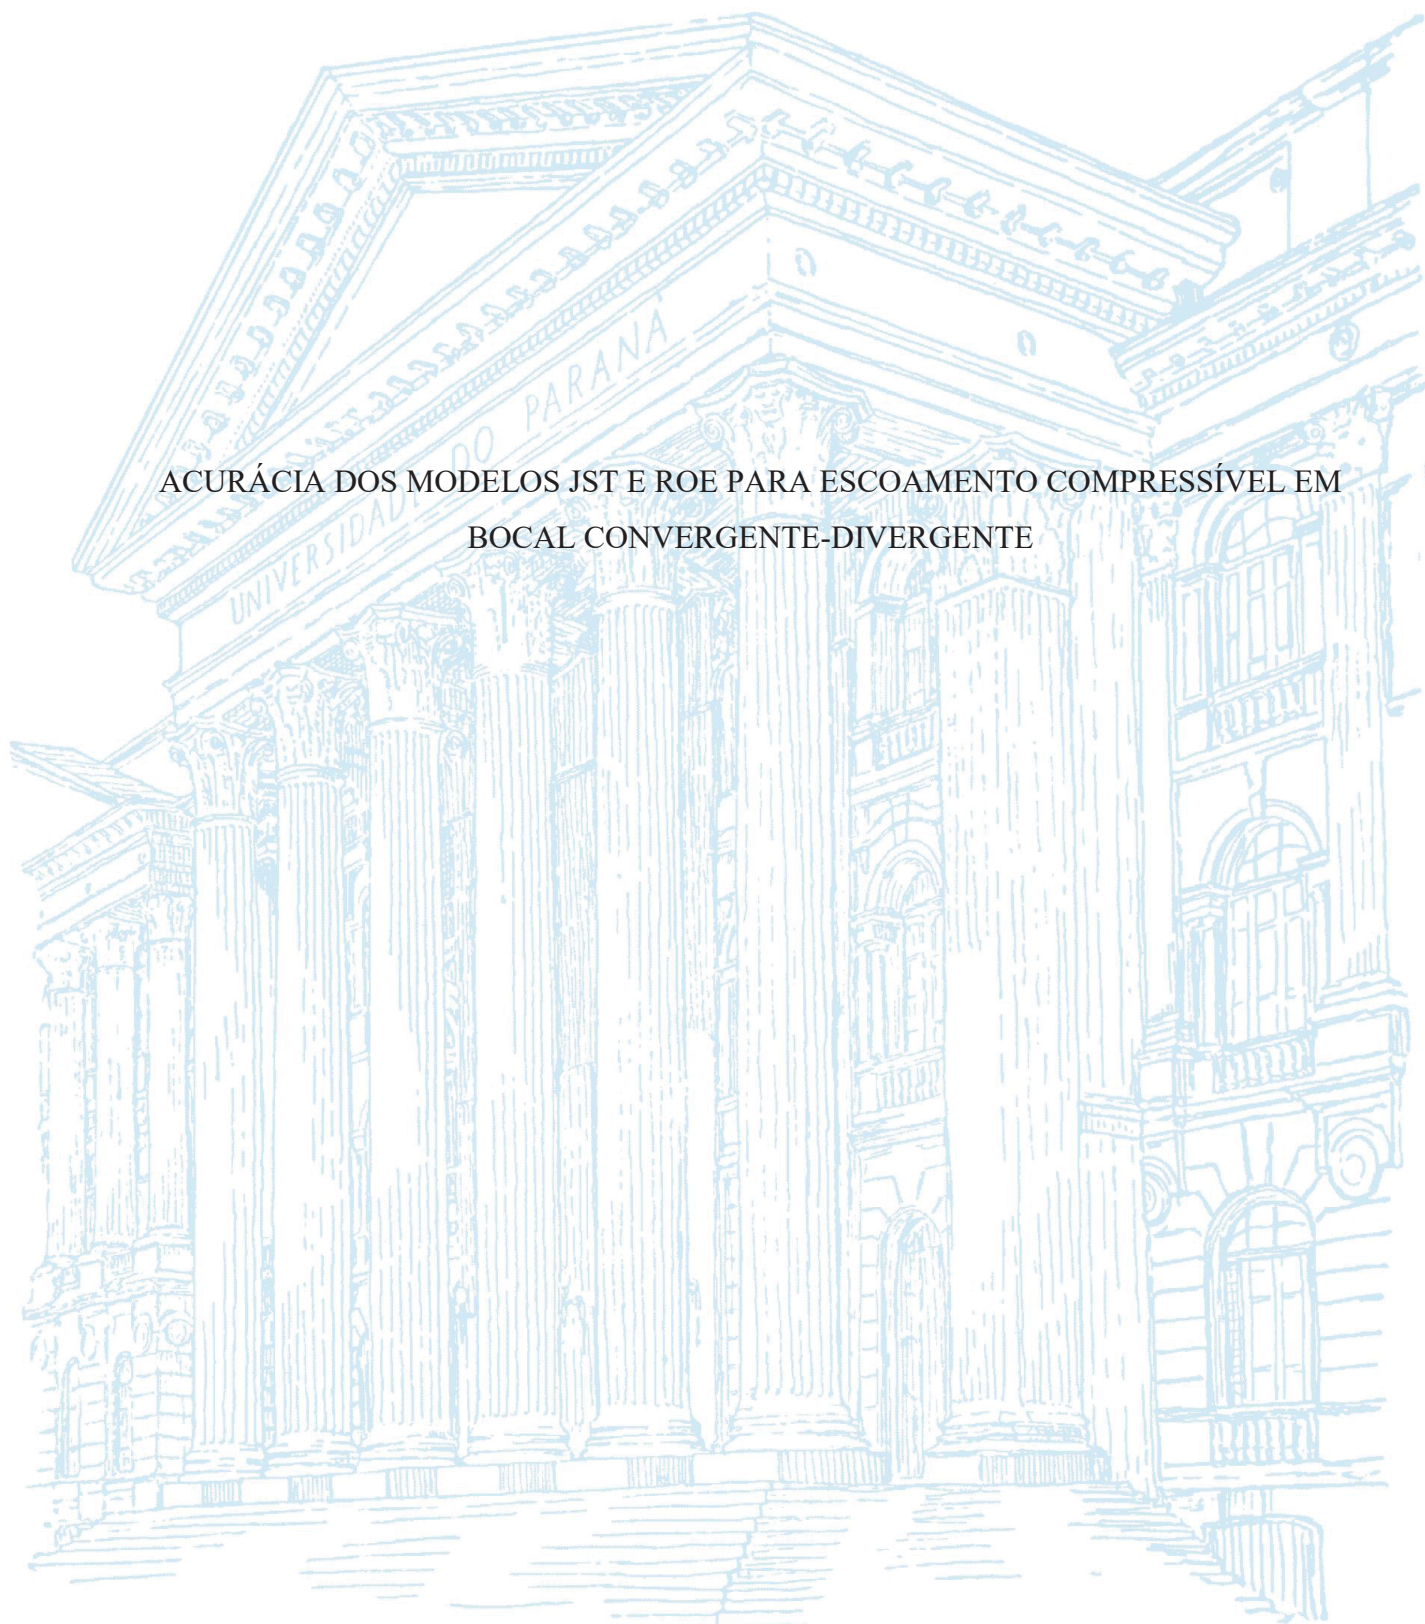 UNIVERSIDADE DO PARANÁ
ACURÁCIA DOS MODELOS JST E ROE PARA ESCOAMENTO COMPRESSÍVEL EM
BOCAL CONVERGENTE-DIVERGENTE